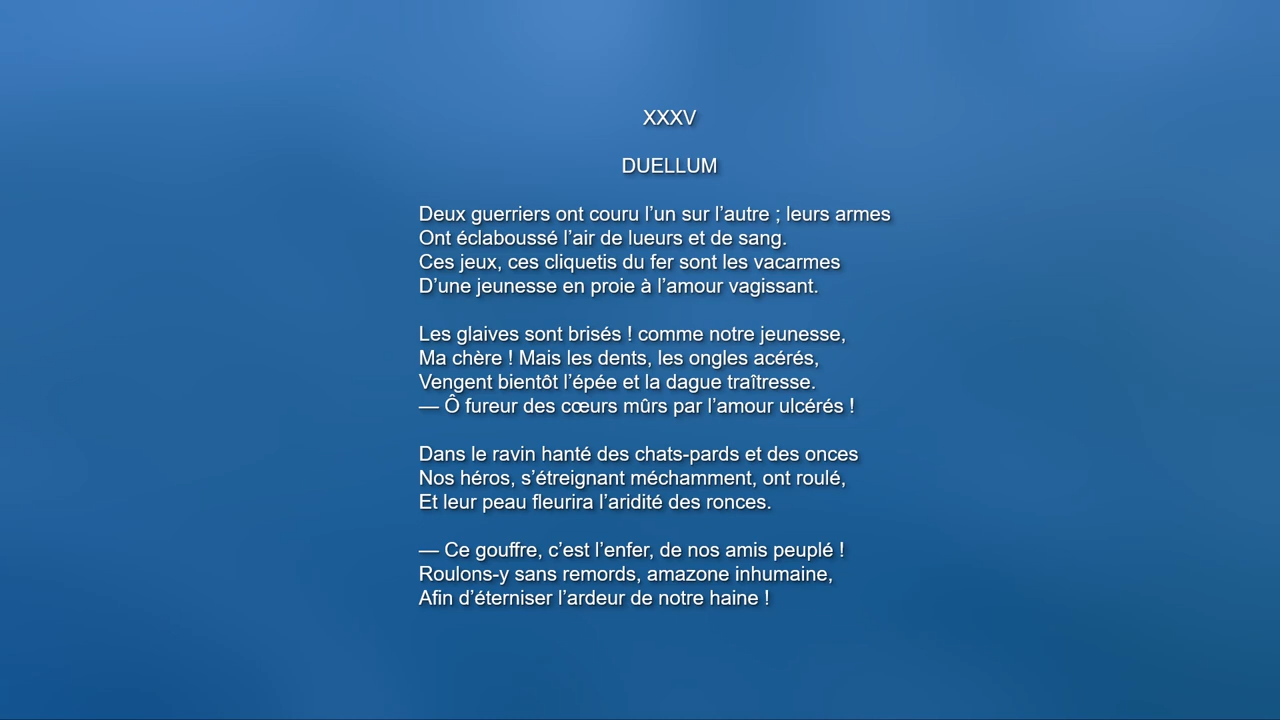 XXXV
DUELLUM
Deux guerriers ont couru l’un sur l’autre ; leurs armes
Ont éclaboussé l’air de lueurs et de sang.
Ces jeux, ces cliquetis du fer sont les vacarmes
D’une jeunesse en proie à l’amour vagissant.
Les glaives sont brisés ! comme notre jeunesse,
Ma chère ! Mais les dents, les ongles acérés,
Vengent bientôt l’épée et la dague traîtresse.
— Ô fureur des cœurs mûrs par l’amour ulcérés !
Dans le ravin hanté des chats-pards et des onces
Nos héros, s’étreignant méchamment, ont roulé,
Et leur peau fleurira l’aridité des ronces.
— Ce gouffre, c’est l’enfer, de nos amis peuplé !
Roulons-y sans remords, amazone inhumaine,
Afin d’éterniser l’ardeur de notre haine !